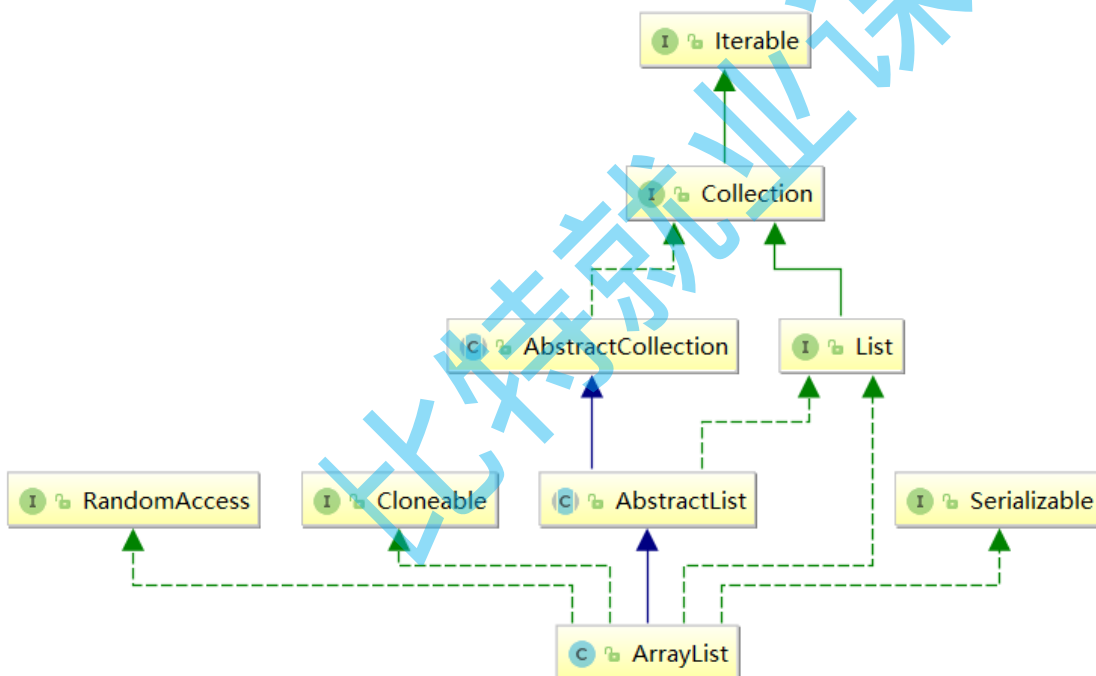 I Iterable
I Collection
C AbstractCollection
I List
I RandomAccess
I Cloneable
C AbstractList
I Serializable
C ArrayList
比特就业课